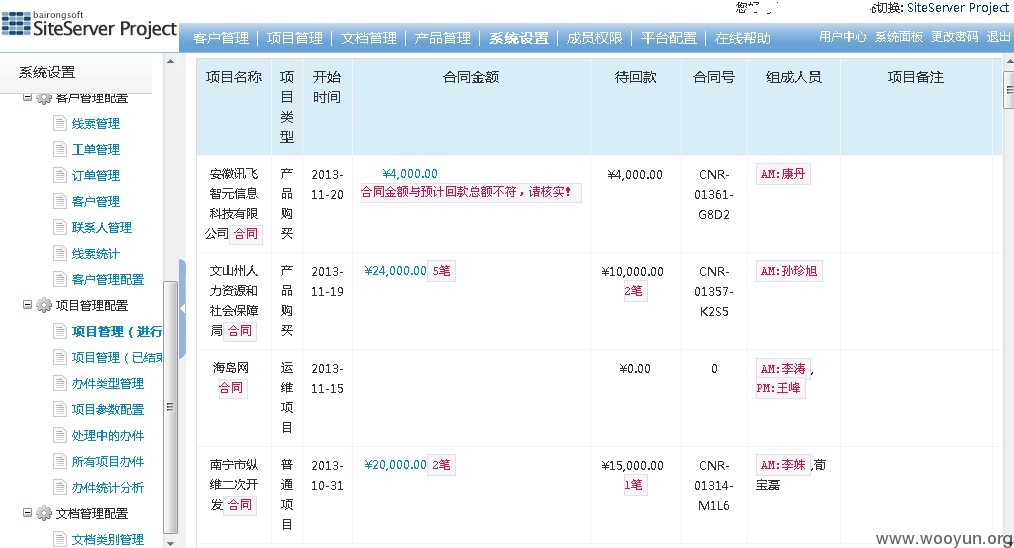 bairongsoft
SiteServer Project
您好
切换: SiteServer Project
客户管理 项目管理 文档管理 产品管理 系统设置 成员权限 平台配置 在线帮助
用户中心 系统面板 更改密码 退出
系统设置
客户管理配置
线索管理
工单管理
订单管理
客户管理
联系人管理
线索统计
客户管理配置
项目管理配置
项目管理（进行
项目管理（已结束
办件类型管理
项目参数配置
处理中的办件
所有项目办件
办件统计分析
文档管理配置
文档类别管理
项目名称 项目类型 开始时间 合同金额 待回款 合同号 组成人员 项目备注
安徽讯飞
智元信息
科技有限
公司 合同
产
品
购
买
2013-
11-20
¥4,000.00
合同金额与预计回款总额不符，请核实！
¥4,000.00
CNR-
01361-
G8D2
AM:康丹
文山州人
力资源和
社会保障
局 合同
产
品
购
买
2013-
11-19
¥24,000.00 5笔
¥10,000.00
2笔
CNR-
01357-
K2S5
AM:孙珍旭
海岛网
合同
运
维
项
目
2013-
11-15
¥0.00
0
AM:李涛,
PM:王峰
南宁市纵
维二次开
发 合同
普
通
项
目
2013-
10-31
¥20,000.00 2笔
¥15,000.00
1笔
CNR-
01314-
M1L6
AM:李姝,葡
宝磊
www.wooyun.org